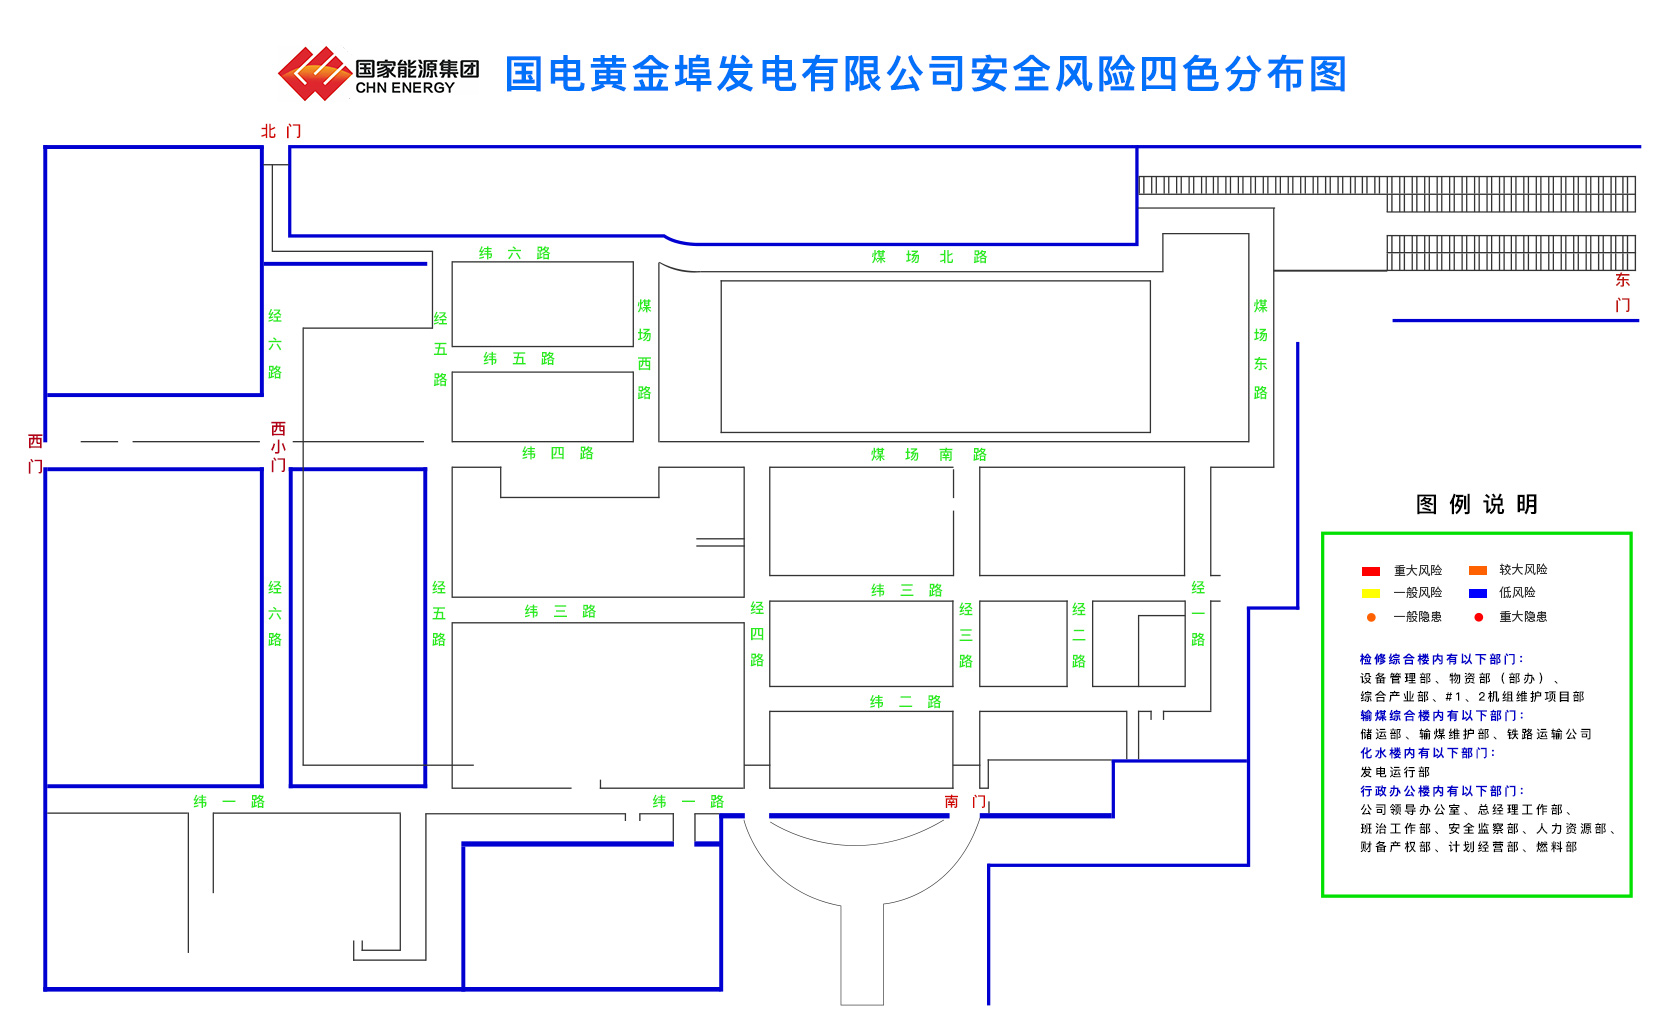 国家能源集团
CHN ENERGY
国电黄金埠发电有限公司安全风险四色分布图
北门
纬六路
煤场北路
东门
经六路
经五路
煤场西路
煤场东路
纬五路
西门
西小门
纬四路
煤场南路
图例说明
重大风险
较大风险
一般风险
低风险
一般隐患
重大隐患
经六路
经五路
纬三路
经四路
纬三路
经三路
经二路
经一路
纬二路
检修综合楼内有以下部门：
设备管理部、物资部（部办）、
综合产业部、#1、2机组维护项目部
输煤综合楼内有以下部门：
储运部、输煤维护部、铁路运输公司
化水楼内有以下部门：
发电运行部
行政办公楼内有以下部门：
公司领导办公室、总经理工作部、
班治工作部、安全监察部、人力资源部、
财备产权部、计划经营部、燃料部
纬一路
纬一路
南门